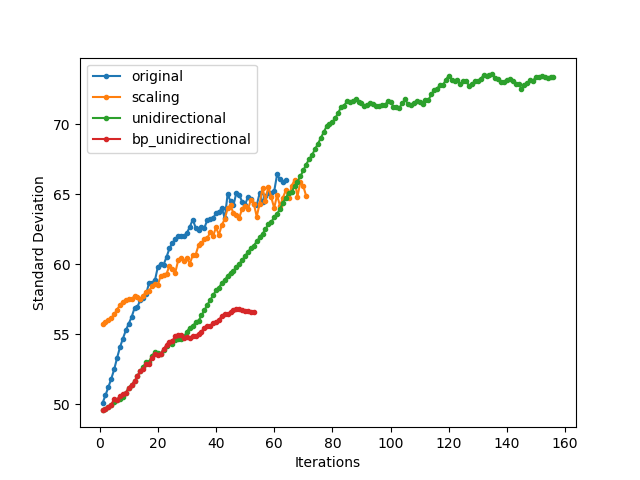 original
scaling
unidirectional
bp_unidirectional
70
65
60
55
50
Standard Deviation
0 20 40 60 80 100 120 140 160
Iterations